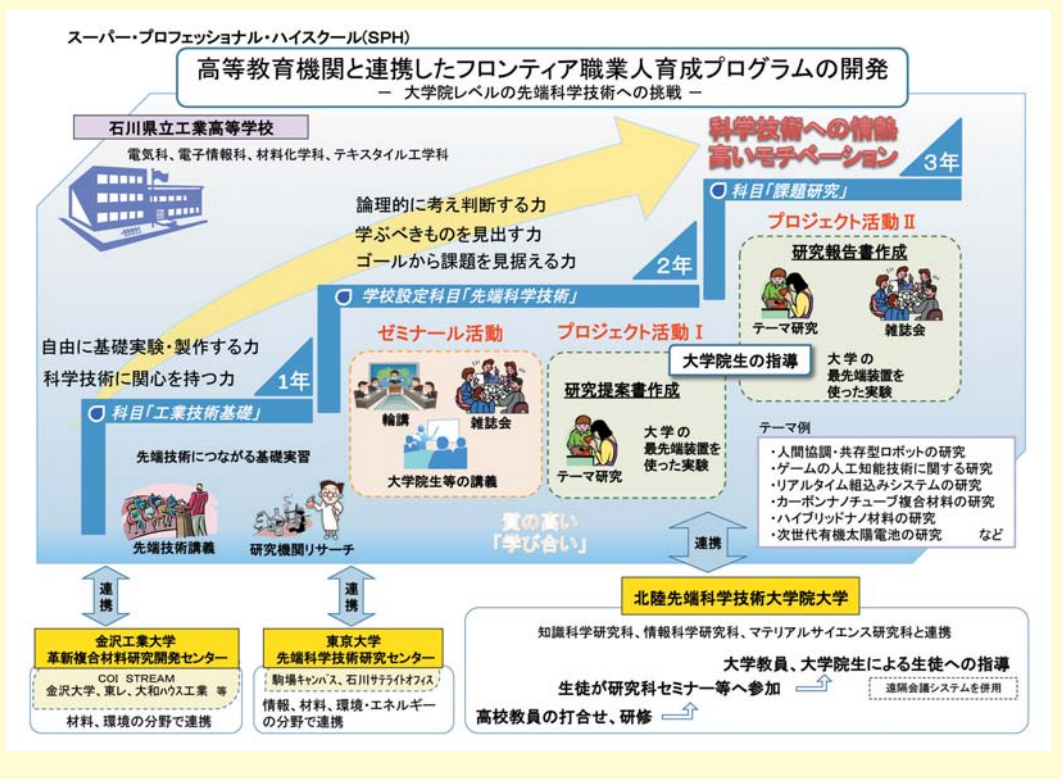 スーパー・プロフェッショナル・ハイスクール(SPH)
高等教育機関と連携したフロンティア職業人育成プログラムの開発
－ 大学院レベルの先端科学技術への挑戦 －
石川県立工業高等学校
電気科、電子情報科、材料化学科、テキスタイル工学科
科学技術への情熱
高いモチベーション
3年
科目「課題研究」
論理的に考え判断する力
学ぶべきものを見出す力
ゴールから課題を見据える力
2年
学校設定科目「先端科学技術」
自由に基礎実験・製作する力
科学技術に関心を持つ力
1年
科目「工業技術基礎」
先端技術につながる基礎実習
先端技術講義
研究機関リサーチ
ゼミナール活動
輪講
雑誌会
大学院生等の講義
プロジェクト活動Ⅰ
研究提案書作成
テーマ研究
大学の
最先端装置を
使った実験
大学院生の指導
プロジェクト活動Ⅱ
研究報告書作成
テーマ研究
雑誌会
大学の
最先端装置を
使った実験
テーマ例
・人間協調・共存型ロボットの研究
・ゲームの人工知能技術に関する研究
・リアルタイム組込みシステムの研究
・カーボンナノチューブ複合材料の研究
・ハイブリッドナノ材料の研究
・次世代有機太陽電池の研究 など
質の高い
「学び合い」
連携
連携
連携
金沢工業大学
革新複合材料研究開発センター
COI STREAM
金沢大学、東レ、大和ハウス工業 等
材料、環境の分野で連携
東京大学
先端科学技術研究センター
駒場キャンパス、石川サテライトオフィス
情報、材料、環境・エネルギー
の分野で連携
北陸先端科学技術大学院大学
知識科学研究科、情報科学研究科、マテリアルサイエンス研究科と連携
大学教員、大学院生による生徒への指導
生徒が研究科セミナー等へ参加
遠隔会議システムを併用
高校教員の打合せ、研修